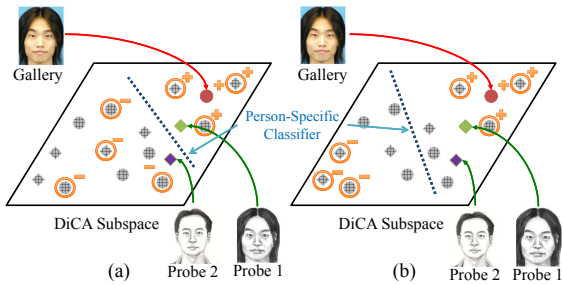 Gallery
Person-Specific
Classifier
DiCA Subspace
Probe 2
Probe 1
(a)
Gallery
DiCA Subspace
Probe 2
Probe 1
(b)